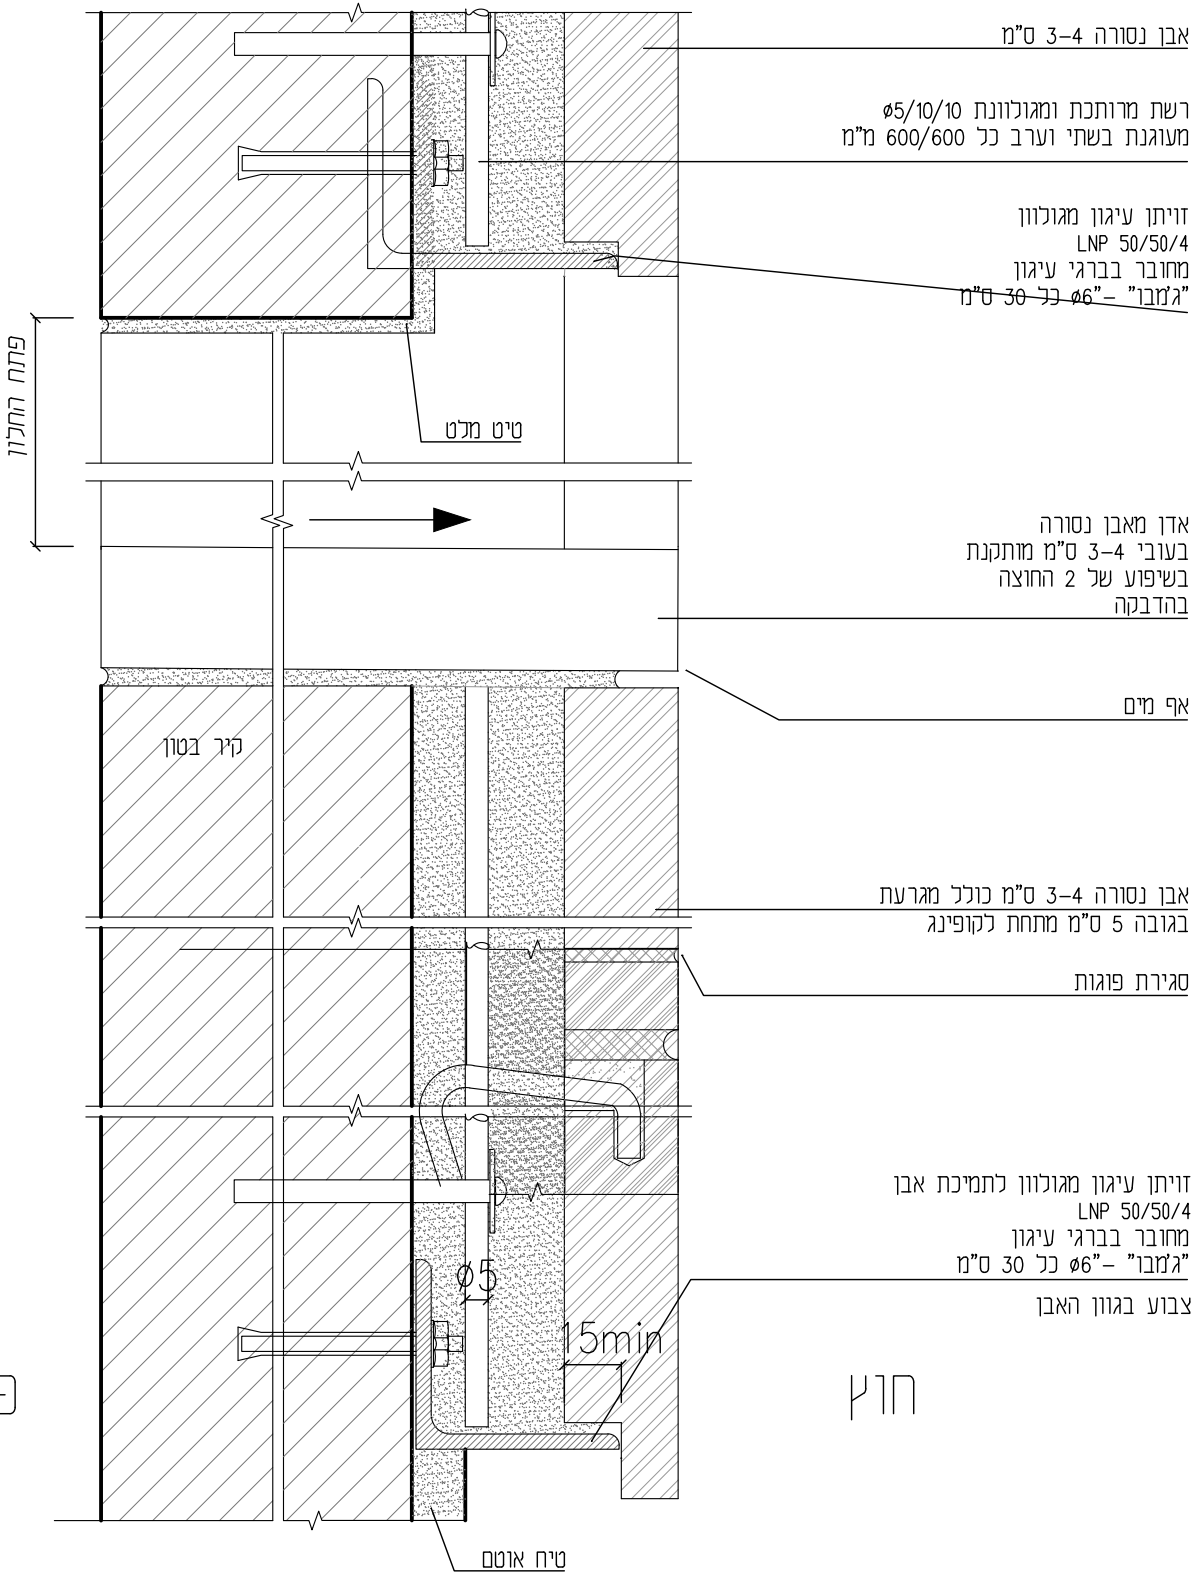 אבן נסורה 3-4 ס"מ
רשת מרותכת ומגולוונת ø5/10/10
מעוגנת בשתי וערב כל 600/600 מ"מ
זויתן עיגון מגולוון
LNP 50/50/4
מחובר בברגי עיגון
"ג'מבו" -"6ø כל 30 ס"מ
פתח החלון
טיט מלט
אדן מאבן נסורה
בעובי 3-4 ס"מ מותקנת
בשיפוע של 2 החוצה
בהדבקה
אף מים
קיר בטון
אבן נסורה 3-4 ס"מ כולל מגרעת
בגובה 5 ס"מ מתחת לקופינג
סגירת פוגות
זויתן עיגון מגולוון לתמיכת אבן
LNP 50/50/4
מחובר בברגי עיגון
"ג'מבו" -"6ø כל 30 ס"מ
צבוע בגוון האבן
ø5
15min
חוץ
טיח אוטם